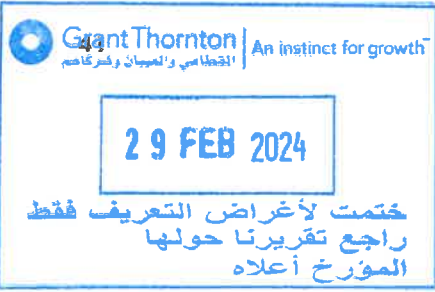 Grant Thornton
An instinct for growth™
القطامي والعيبان وشركاهم
29 FEB 2024
ختمت لأغراض التعريف فقط
راجع تقريرنا حولها
المؤرخ أعلاه